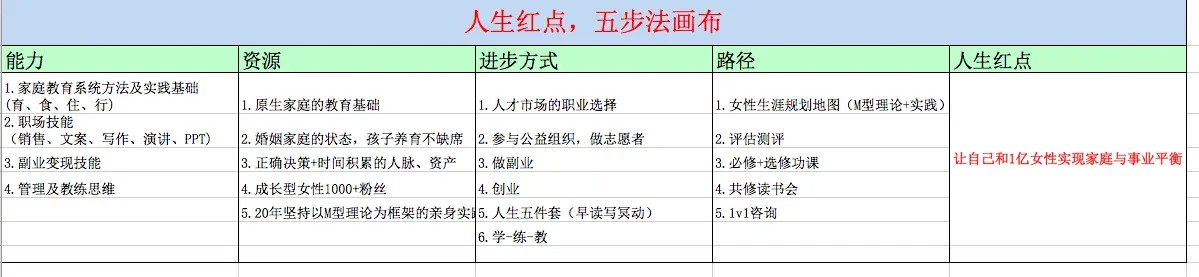 人生红点，五步法画布
能力
资源
进步方式
路径
人生红点
1.家庭教育系统方法及实践基础
(育、食、住、行)
1.原生家庭的教育基础
1.人才市场的职业选择
1.女性生涯规划地图（M型理论+实践）
2.职场技能
（销售、文案、写作、演讲、PPT）
2.婚姻家庭的状态，孩子养育不缺席
2.参与公益组织，做志愿者
2.评估测评
3.副业变现技能
3.正确决策+时间积累的人脉、资产
3.做副业
3.必修+选修功课
让自己和1亿女性实现家庭与事业平衡
4.管理及教练思维
4.成长型女性1000+粉丝
4.创业
4.共修读书会
5.20年坚持以M型理论为框架的亲身实
5.人生五件套（早读写冥动）
5.1v1咨询
6.学-练-教